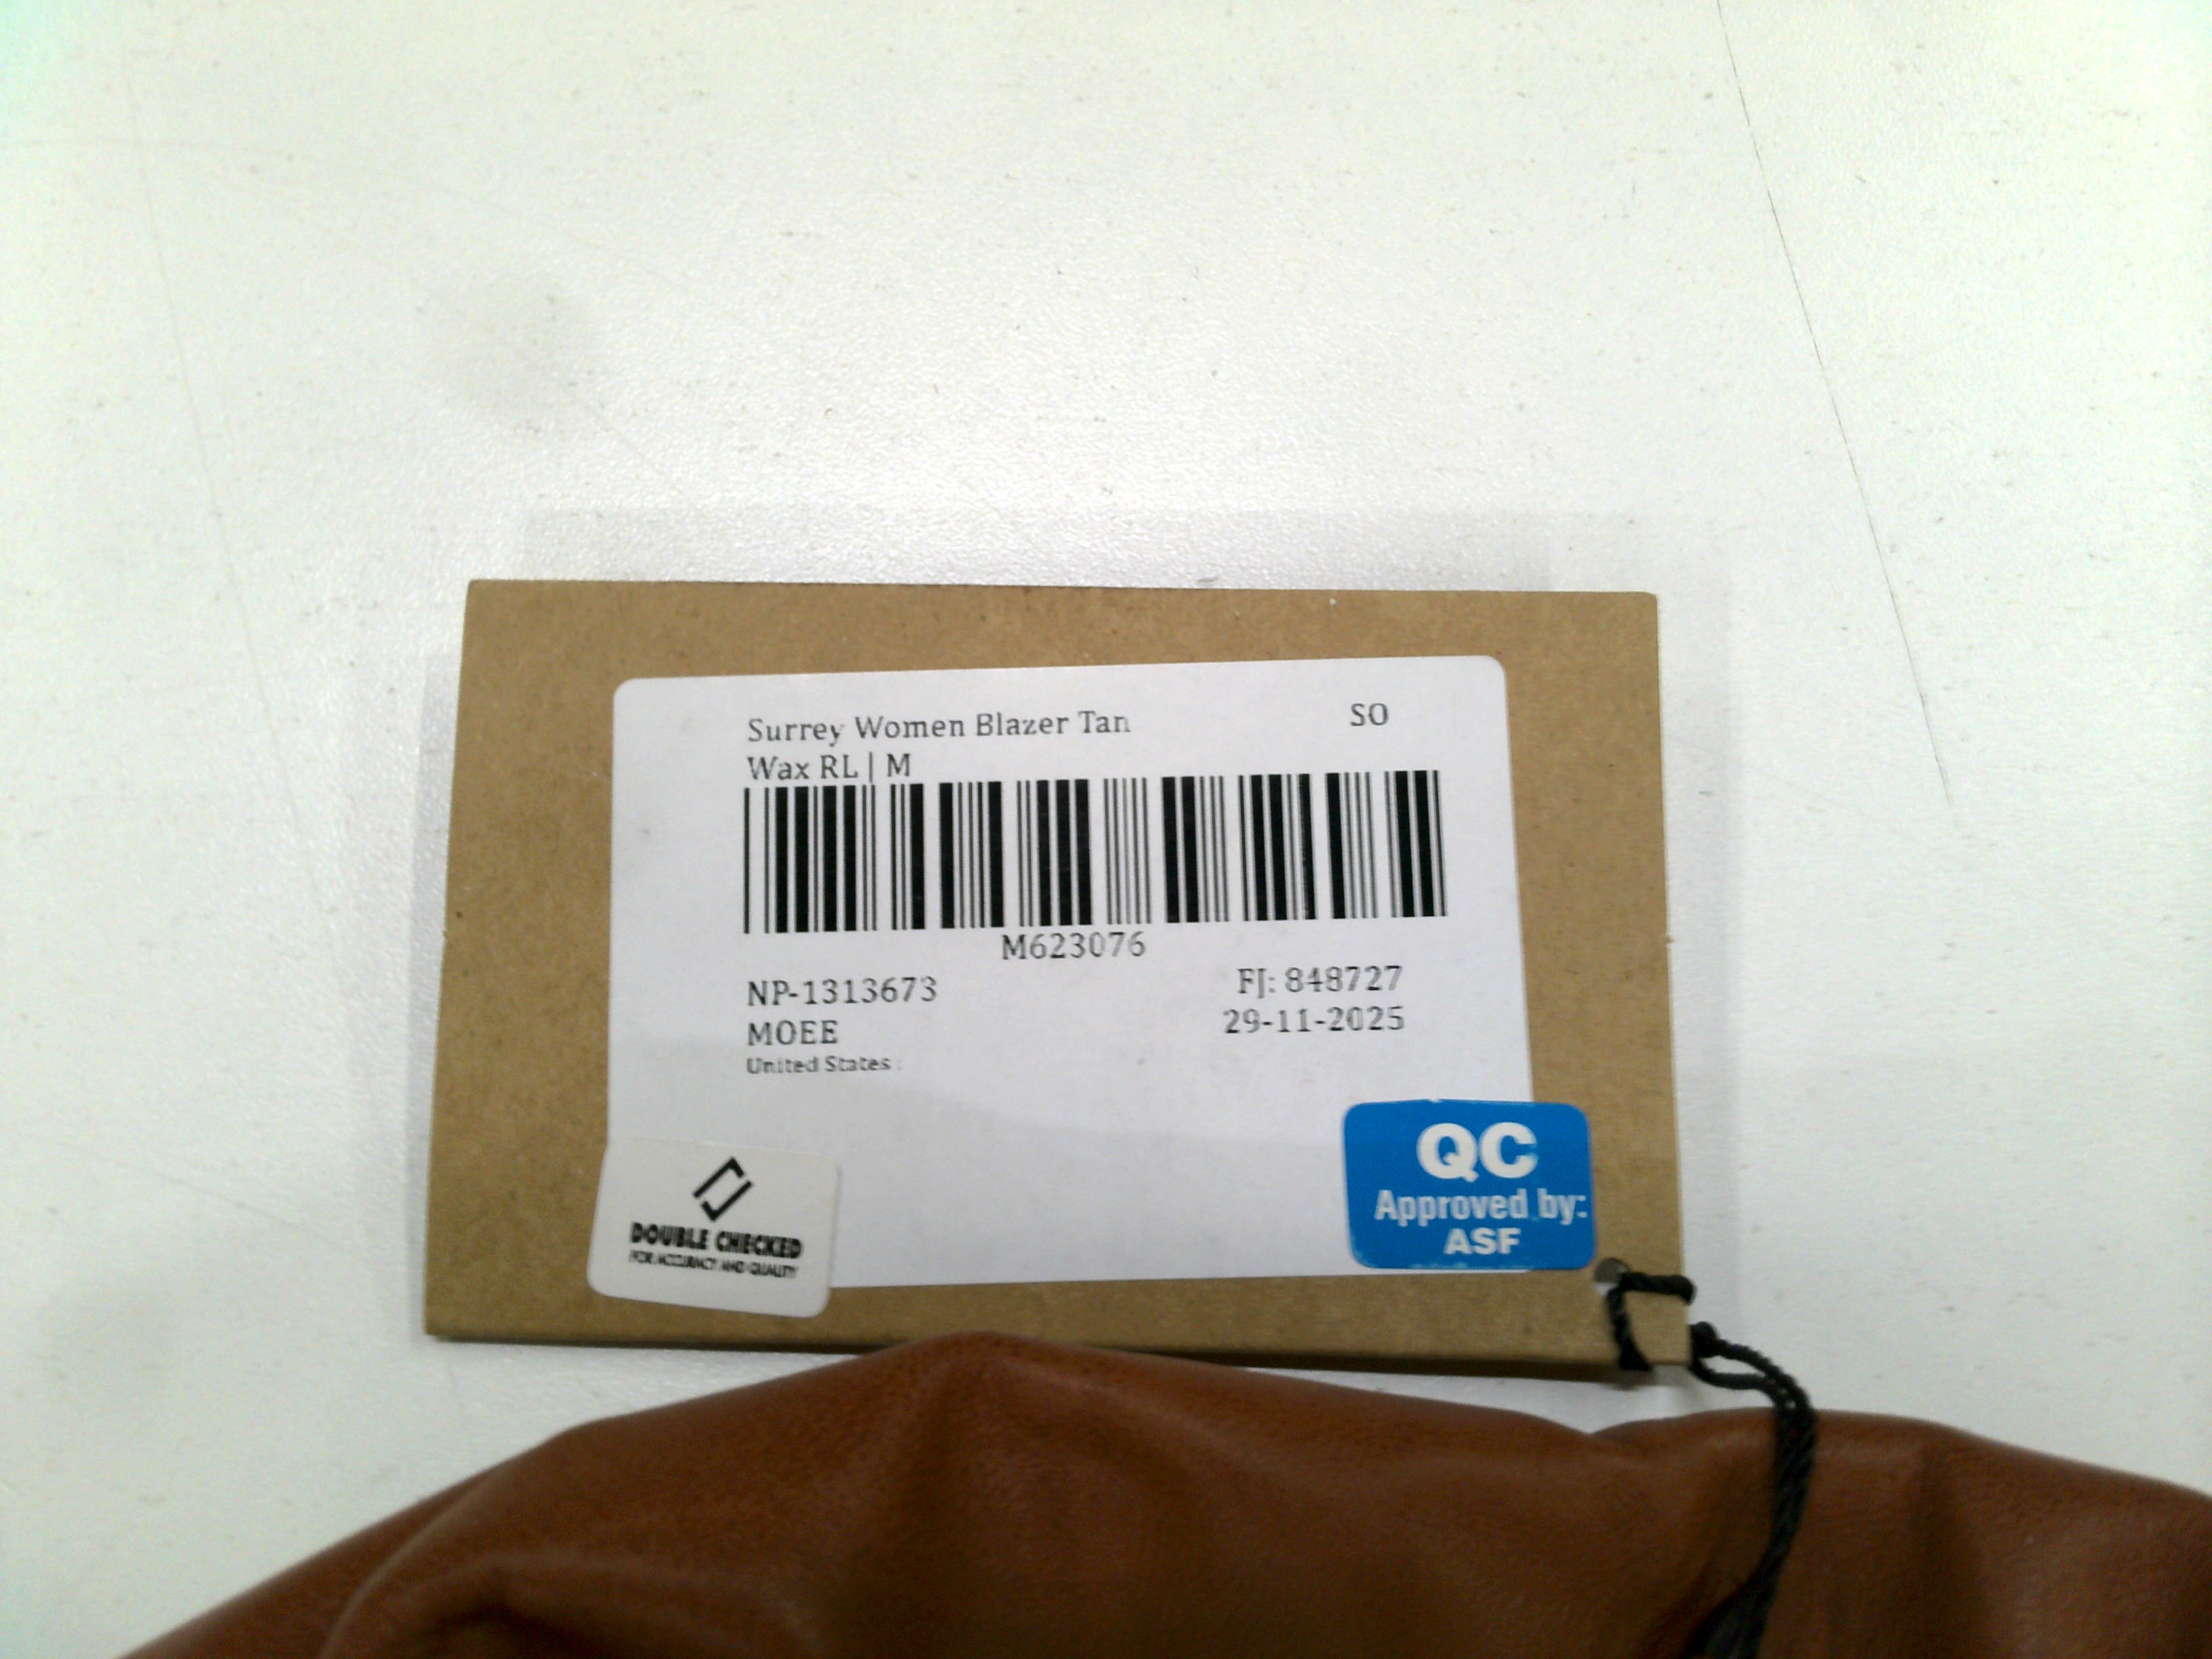 Surrey Women Blazer Tan SO
Wax RL | M
M623076
NP-1313673 FJ: 848727
MOEE 29-11-2025
United States
DOUBLE CHECKED
FOR ACCURACY AND QUALITY
QC
Approved by:
ASF